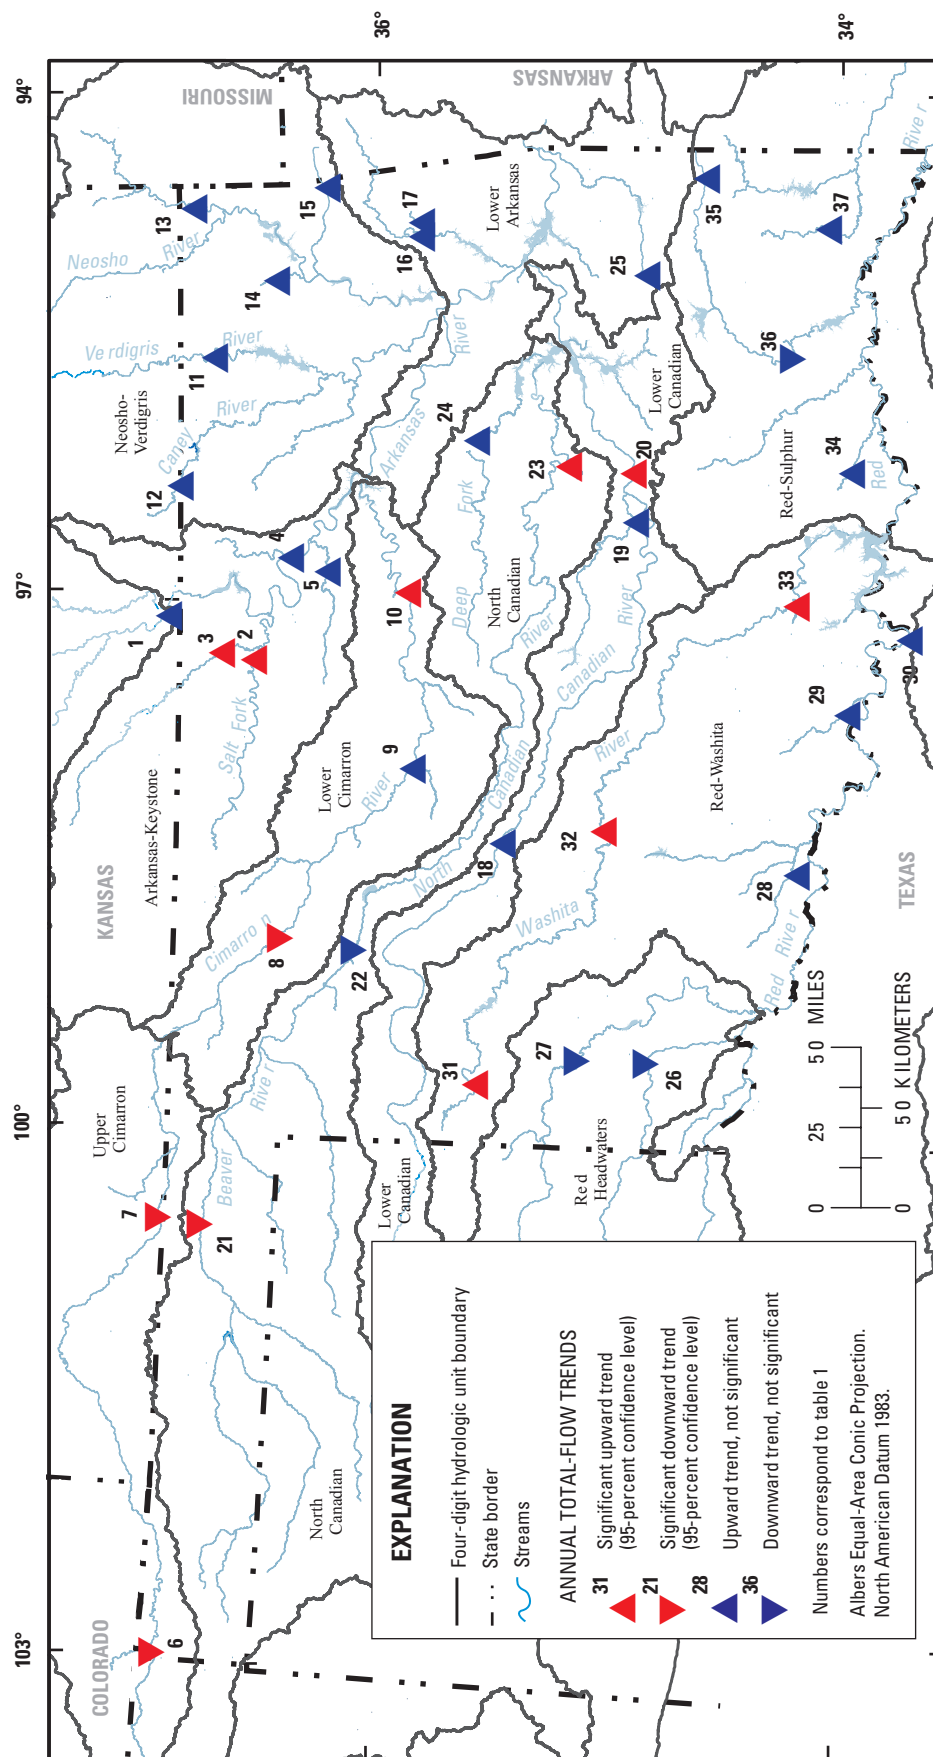 103°
100°
97°
94°
36°
34°
COLORADO
KANSAS
MISSOURI
ARKANSAS
TEXAS
Upper
Cimarron
Arkansas-Keystone
Neosho-
Verdigris
Lower
Cimarron
North
Canadian
North
Canadian
Lower
Canadian
Lower
Canadian
Lower
Arkansas
Red
Headwaters
Red-Washita
Red-Sulphur
Neosho
River
Verdigris
River
Caney
River
Salt Fork
Arkansas
River
Cimarron
River
Beaver
River
North
Canadian
River
Deep
Fork
Canadian
River
Fork
Washita
River
Red River
Red
River
1
2
3
4
5
6
7
8
9
10
11
12
13
14
15
16
17
18
19
20
21
22
23
24
25
26
27
28
29
30
31
32
33
34
35
36
37
EXPLANATION
Four-digit hydrologic unit boundary
State border
Streams
ANNUAL TOTAL-FLOW TRENDS
31 Significant upward trend
(95-percent confidence level)
21 Significant downward trend
(95-percent confidence level)
28 Upward trend, not significant
36 Downward trend, not significant
Numbers correspond to table 1
Albers Equal-Area Conic Projection.
North American Datum 1983.
0 25 50 MILES
0 50 KILOMETERS